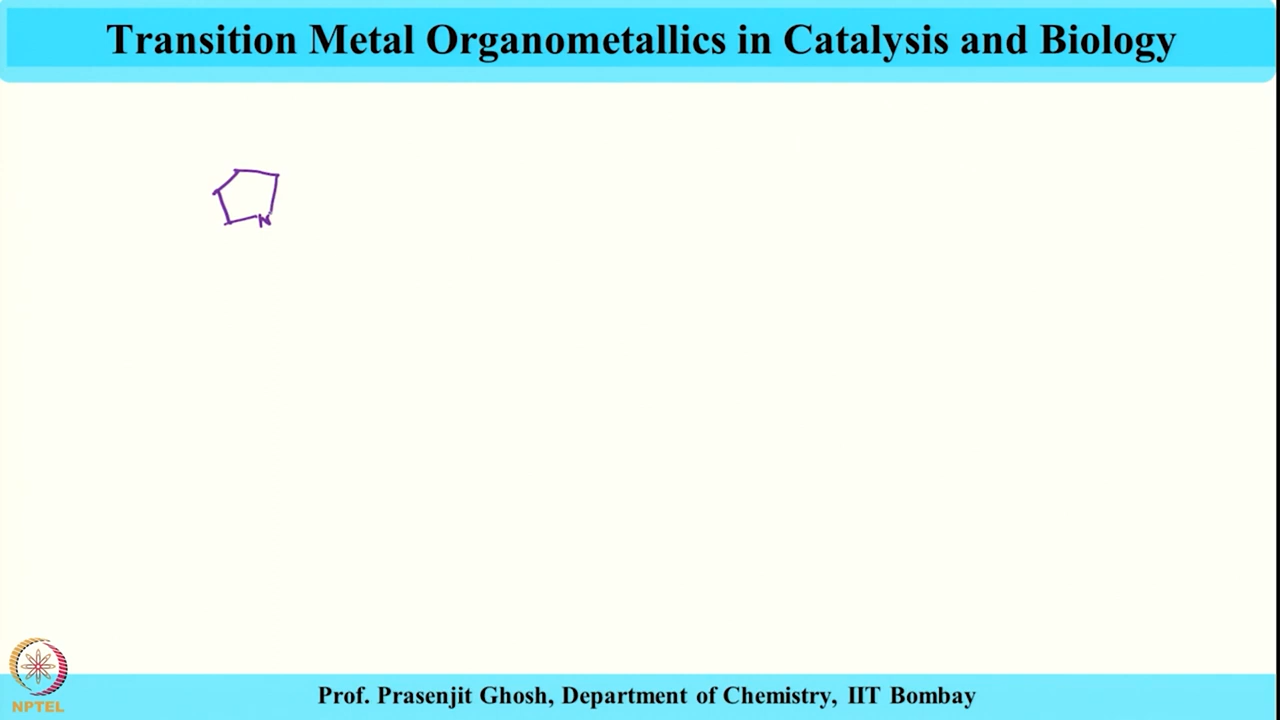 Transition Metal Organometallics in Catalysis and Biology
N
NPTEL
Prof. Prasenjit Ghosh, Department of Chemistry, IIT Bombay